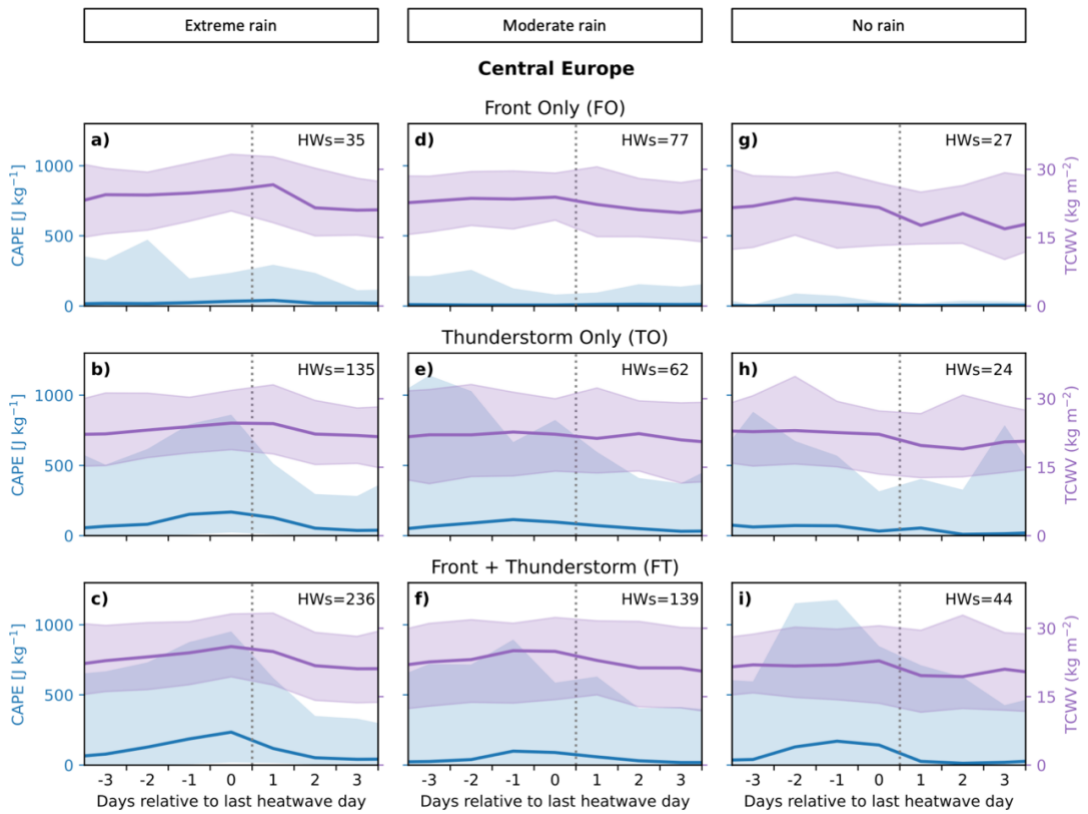 Extreme rain
Moderate rain
No rain
Central Europe
Front Only (FO)
a) HW​s=35
d) HWs=77
g) HWs=27
1000
500
0
CAPE [J kg⁻¹]
30
15
0
TCWV (kg m⁻²)
Thunderstorm Only (TO)
b) HWs=135
e) HWs=62
h) HWs=24
1000
500
0
CAPE [J kg⁻¹]
30
15
0
TCWV (kg m⁻²)
Front + Thunderstorm (FT)
c) HWs=236
f) HWs=139
i) HWs=44
1000
500
0
CAPE [J kg⁻¹]
30
15
0
TCWV (kg m⁻²)
-3 -2 -1 0 1 2 3
-3 -2 -1 0 1 2 3
-3 -2 -1 0 1 2 3
Days relative to last heatwave day
Days relative to last heatwave day
Days relative to last heatwave day